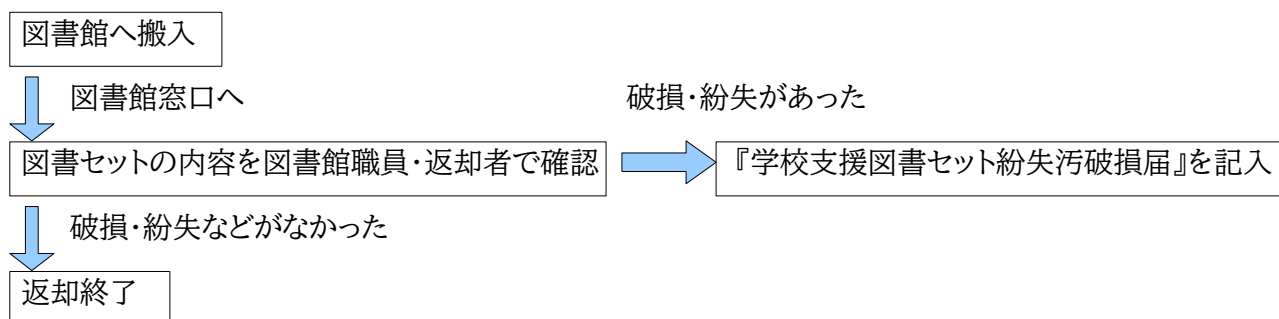 図書館へ搬入
図書館窓口へ
破損・紛失があった
図書セットの内容を図書館職員・返却者で確認
『学校支援図書セット紛失汚破損届』を記入
破損・紛失などがなかった
返却終了